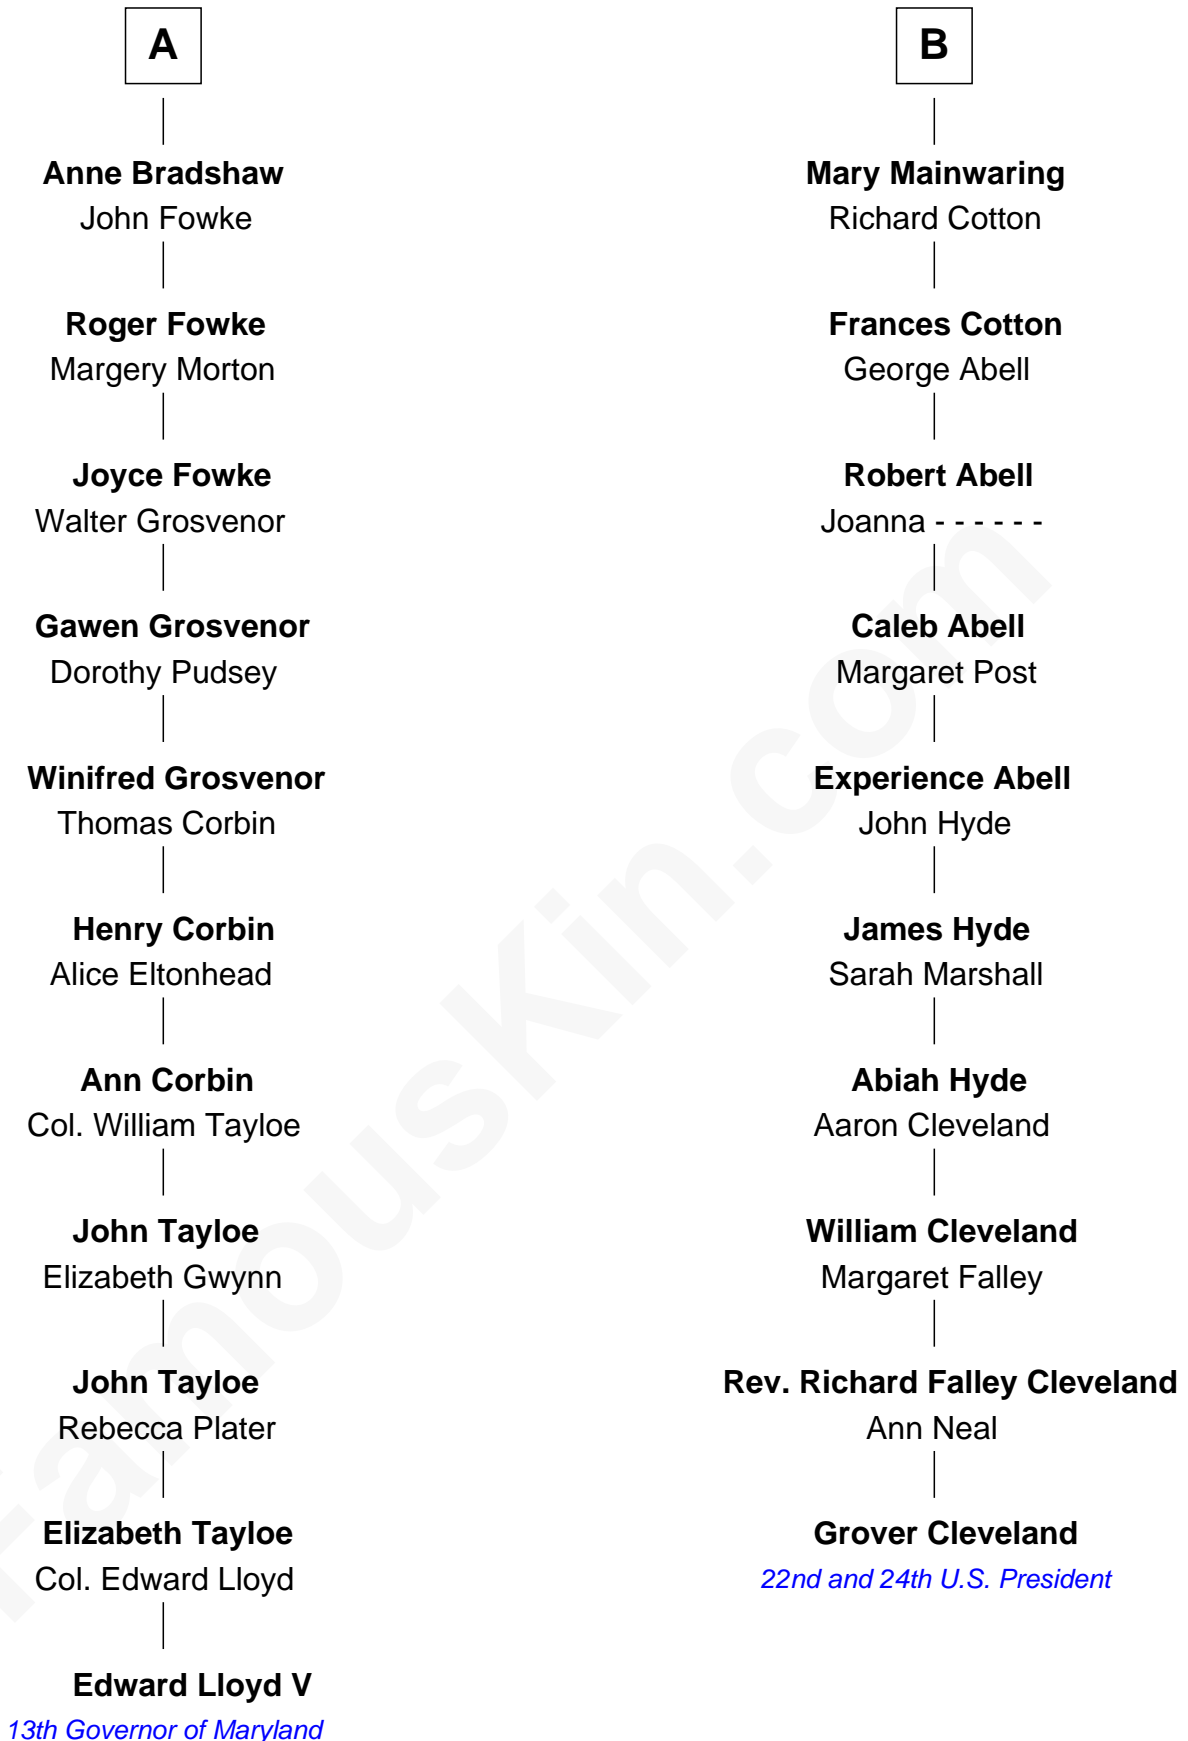 A
Anne Bradshaw
John Fowke
Roger Fowke
Margery Morton
Joyce Fowke
Walter Grosvenor
Gawen Grosvenor
Dorothy Pudsey
Winifred Grosvenor
Thomas Corbin
Henry Corbin
Alice Eltonhead
Ann Corbin
Col. William Tayloe
John Tayloe
Elizabeth Gwynn
John Tayloe
Rebecca Plater
Elizabeth Tayloe
Col. Edward Lloyd
Edward Lloyd V
13th Governor of Maryland
B
Mary Mainwaring
Richard Cotton
Frances Cotton
George Abell
Robert Abell
Joanna - - - - - -
Caleb Abell
Margaret Post
Experience Abell
John Hyde
James Hyde
Sarah Marshall
Abiah Hyde
Aaron Cleveland
William Cleveland
Margaret Falley
Rev. Richard Falley Cleveland
Ann Neal
Grover Cleveland
22nd and 24th U.S. President
FamousKin.com